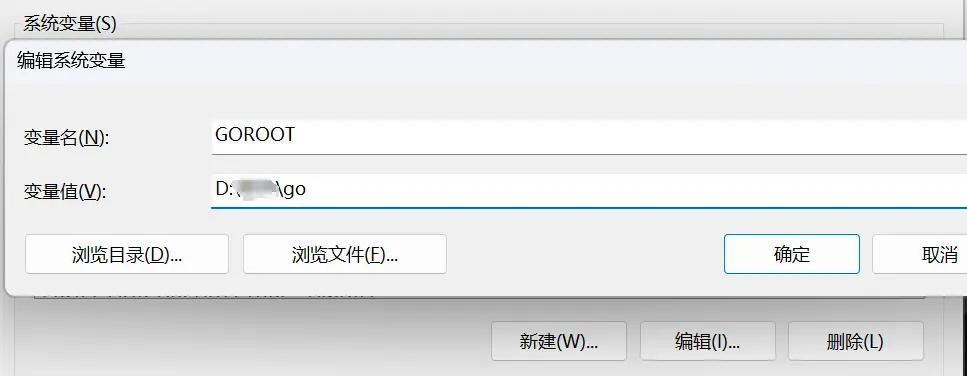 系统变量(S)
编辑系统变量
变量名(N):
GOROOT
变量值(V):
D:\
\go
浏览目录(D)...
浏览文件(F)...
确定
取消
新建(W)...
编辑(I)...
删除(L)